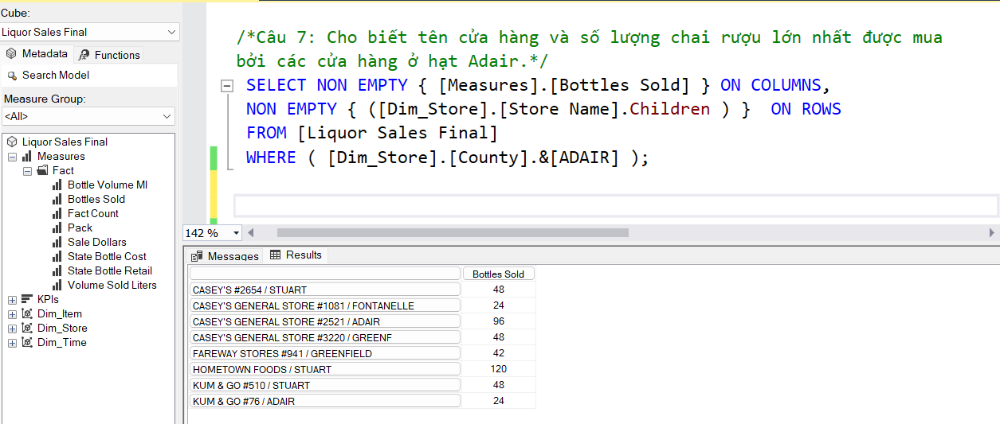 Cube:
Liquor Sales Final
Metadata
Functions
Search Model
Measure Group:
<All>
Liquor Sales Final
Measures
Fact
Bottle Volume Ml
Bottles Sold
Fact Count
Pack
Sale Dollars
State Bottle Cost
State Bottle Retail
Volume Sold Liters
KPIs
Dim_Item
Dim_Store
Dim_Time
/*Câu 7: Cho biết tên cửa hàng và số lượng chai rượu lớn nhất được mua
bởi các cửa hàng ở hạt Adair.*/
SELECT NON EMPTY { [Measures].[Bottles Sold] } ON COLUMNS,
NON EMPTY { ([Dim_Store].[Store Name].Children ) }  ON ROWS
FROM [Liquor Sales Final]
WHERE ( [Dim_Store].[County].&[ADAIR] );
142 %
Messages
Results
Bottles Sold
CASEY'S #2654 / STUART 48
CASEY'S GENERAL STORE #1081 / FONTANELLE 24
CASEY'S GENERAL STORE #2521 / ADAIR 96
CASEY'S GENERAL STORE #3220 / GREENF 48
FAREWAY STORES #941 / GREENFIELD 42
HOMETOWN FOODS / STUART 120
KUM & GO #510 / STUART 48
KUM & GO #76 / ADAIR 24